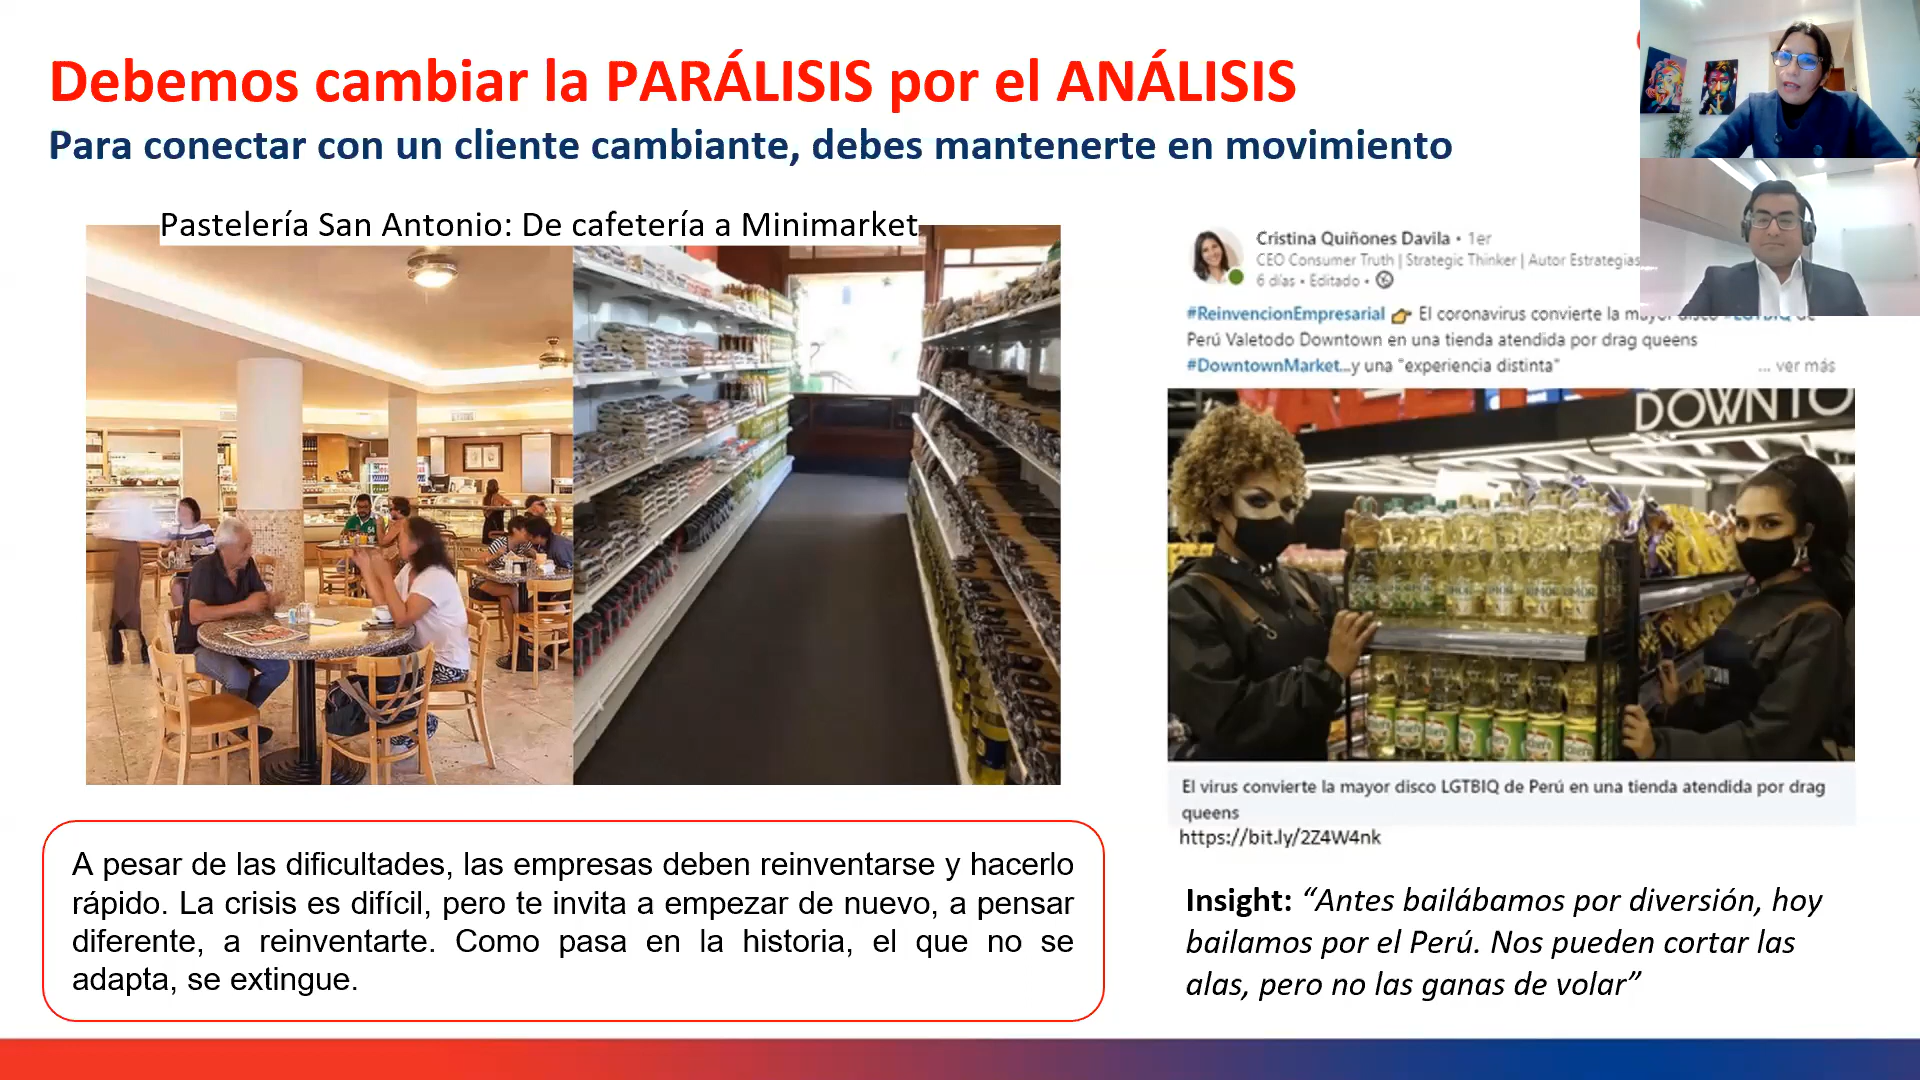 Debemos cambiar la PARÁLISIS por el ANÁLISIS
Para conectar con un cliente cambiante, debes mantenerte en movimiento
Pastelería San Antonio: De cafetería a Minimarket
A pesar de las dificultades, las empresas deben reinventarse y hacerlo
rápido. La crisis es difícil, pero te invita a empezar de nuevo, a pensar
diferente, a reinventarte. Como pasa en la historia, el que no se
adapta, se extingue.
Cristina Quiñones Davila • 1er
CEO Consumer Truth | Strategic Thinker | Autor Estrategias
6 días • Editado •
#ReinvencionEmpresarial 👉 El coronavirus convierte la mayor disco #LGTBIQ de
Perú Valetodo Downtown en una tienda atendida por drag queens
#DowntownMarket...y una "experiencia distinta"
... ver más
DOWNTO
El virus convierte la mayor disco LGTBIQ de Perú en una tienda atendida por drag
queens
https://bit.ly/2Z4W4nk
Insight: “Antes bailábamos por diversión, hoy
bailamos por el Perú. Nos pueden cortar las
alas, pero no las ganas de volar”